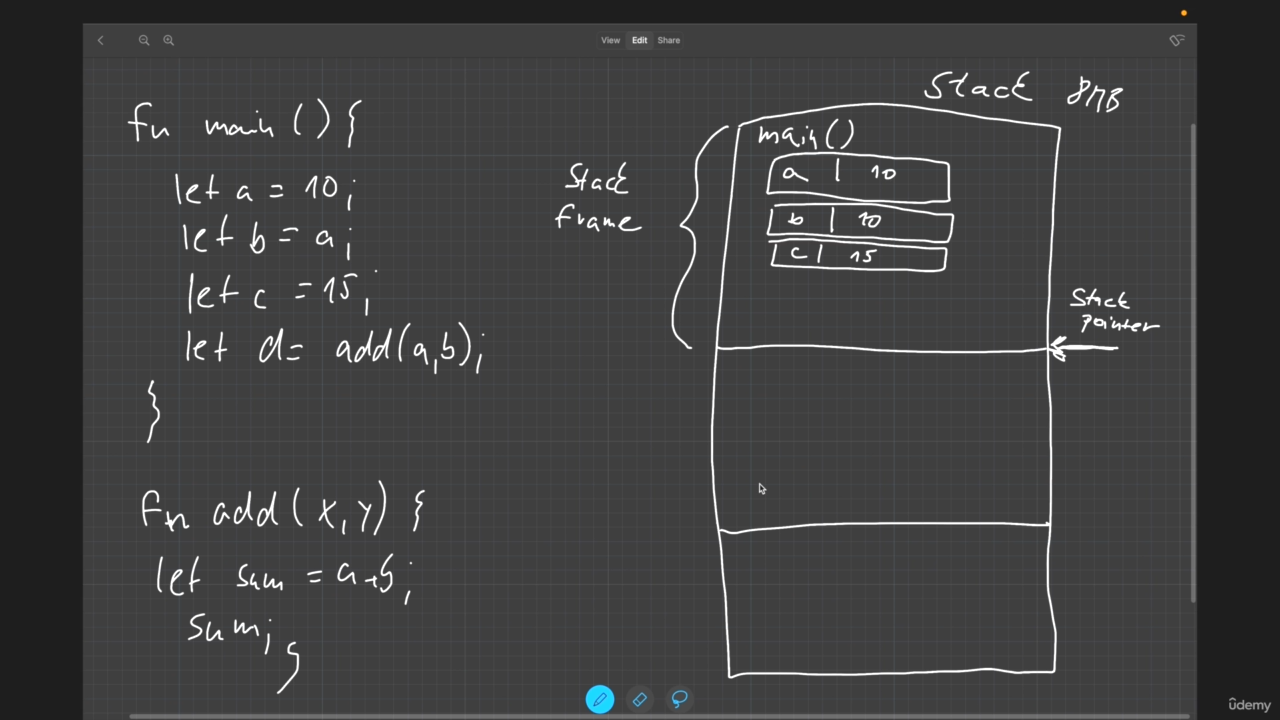 View Edit Share
fn main () {
let a = 10;
let b = a;
let c = 15;
let d = add(a,b);
}
fn add(x,y) {
let sum = a+b;
sum;
}
Stack 8MB
main()
a | 10
b | 10
c | 15
Stack
frame
Stack
pointer
ûdemy